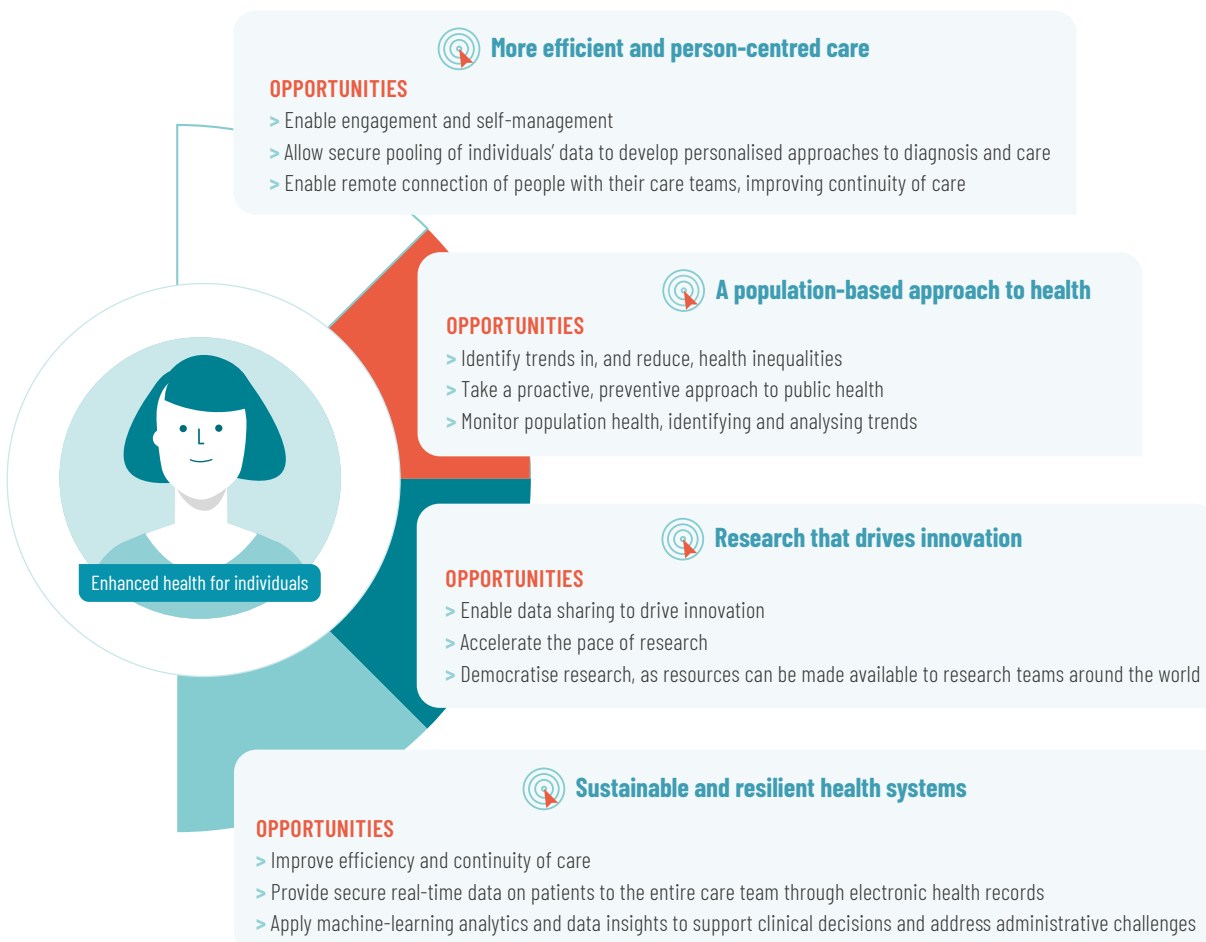 More efficient and person-centred care
OPPORTUNITIES
> Enable engagement and self-management
> Allow secure pooling of individuals’ data to develop personalised approaches to diagnosis and care
> Enable remote connection of people with their care teams, improving continuity of care
A population-based approach to health
OPPORTUNITIES
> Identify trends in, and reduce, health inequalities
> Take a proactive, preventive approach to public health
> Monitor population health, identifying and analysing trends
Enhanced health for individuals
Research that drives innovation
OPPORTUNITIES
> Enable data sharing to drive innovation
> Accelerate the pace of research
> Democratise research, as resources can be made available to research teams around the world
Sustainable and resilient health systems
OPPORTUNITIES
> Improve efficiency and continuity of care
> Provide secure real-time data on patients to the entire care team through electronic health records
> Apply machine-learning analytics and data insights to support clinical decisions and address administrative challenges